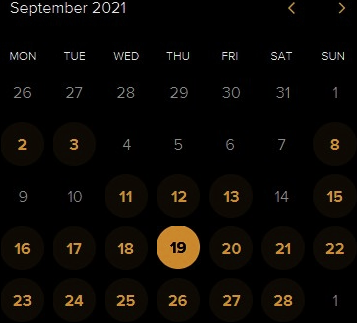 September 2021
MON TUE WED THU FRI SAT SUN
26 27 28 29 30 31 1
2 3 4 5 6 7 8
9 10 11 12 13 14 15
16 17 18 19 20 21 22
23 24 25 26 27 28 1